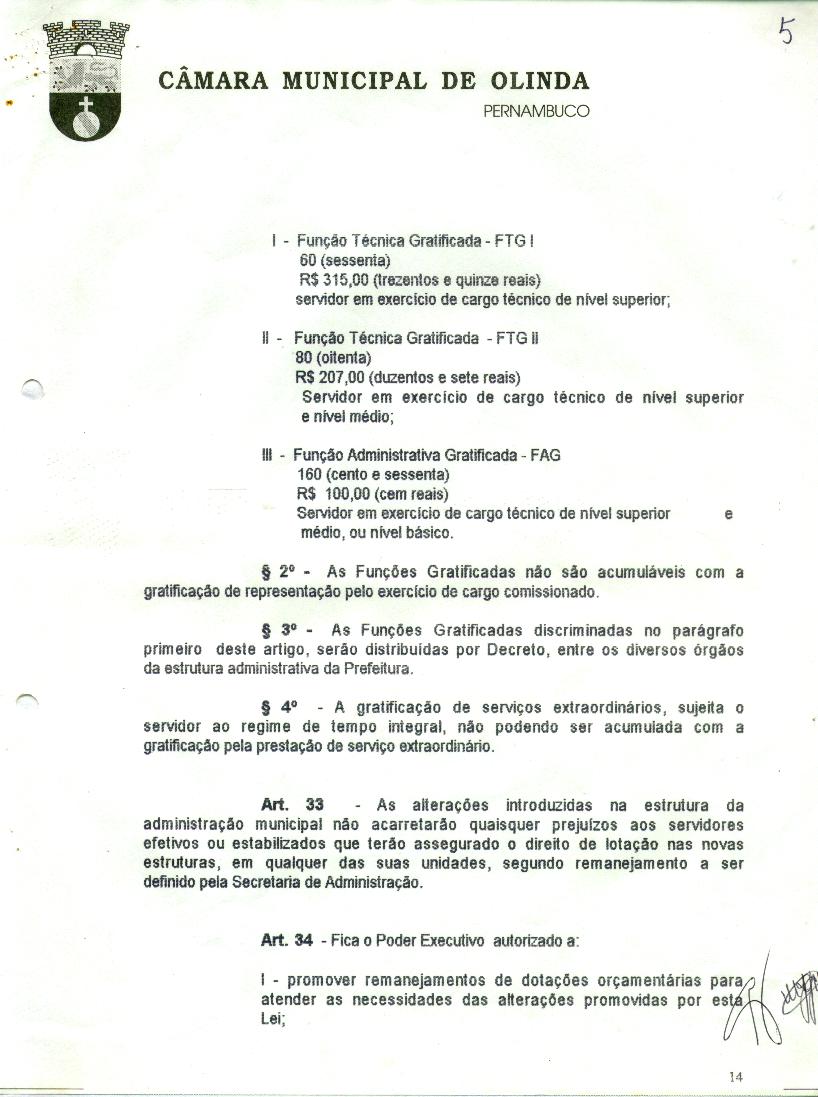 5
CÂMARA MUNICIPAL DE OLINDA
PERNAMBUCO
I - Função Técnica Gratificada - FTG I
60 (sessenta)
R$ 315,00 (trezentos e quinze reais)
servidor em exercício de cargo técnico de nível superior;
II - Função Técnica Gratificada - FTG II
80 (oitenta)
R$ 207,00 (duzentos e sete reais)
Servidor em exercício de cargo técnico de nível superior
e nível médio;
III - Função Administrativa Gratificada - FAG
160 (cento e sessenta)
R$ 100,00 (cem reais)
Servidor em exercício de cargo técnico de nível superior e
médio, ou nível básico.
§ 2º - As Funções Gratificadas não são acumuláveis com a
gratificação de representação pelo exercício de cargo comissionado.
§ 3º - As Funções Gratificadas discriminadas no parágrafo
primeiro deste artigo, serão distribuídas por Decreto, entre os diversos órgãos
da estrutura administrativa da Prefeitura.
§ 4º - A gratificação de serviços extraordinários, sujeita o
servidor ao regime de tempo integral, não podendo ser acumulada com a
gratificação pela prestação de serviço extraordinário.
Art. 33 - As alterações introduzidas na estrutura da
administração municipal não acarretarão quaisquer prejuízos aos servidores
efetivos ou estabilizados que terão assegurado o direito de lotação nas novas
estruturas, em qualquer das suas unidades, segundo remanejamento a ser
definido pela Secretaria de Administração.
Art. 34 - Fica o Poder Executivo autorizado a:
I - promover remanejamentos de dotações orçamentárias para
atender as necessidades das alterações promovidas por esta
Lei;
14